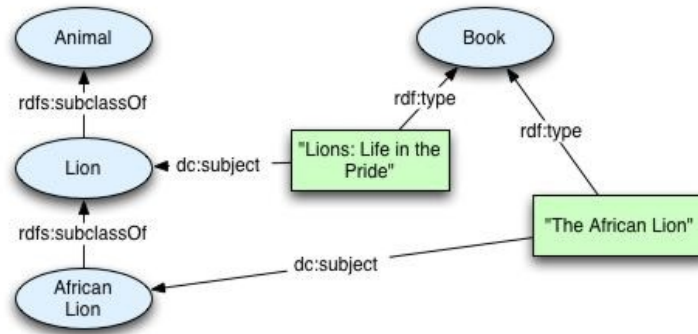 Animal
Book
rdfs:subclassOf
rdf:type
rdf:type
"Lions: Life in the
Pride"
Lion
dc:subject
"The African Lion"
rdfs:subclassOf
dc:subject
African
Lion